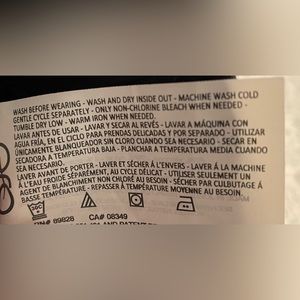 WASH BEFORE WEARING - WASH AND DRY INSIDE OUT - MACHINE WASH COLD
GENTLE CYCLE SEPARATELY - ONLY NON-CHLORINE BLEACH WHEN NEEDED -
TUMBLE DRY LOW - WARM IRON WHEN NEEDED.
LAVAR ANTES DE USAR - LAVAR Y SECAR AL REVÉS - LAVAR A MÁQUINA CON
AGUA FRÍA, EN EL CICLO PARA PRENDAS DELICADAS Y POR SEPARADO - UTILIZAR
ÚNICAMENTE BLANQUEADOR SIN CLORO CUANDO SEA NECESARIO - SECAR EN
SECADORA A TEMPERATURA BAJA - PLANCHAR A TEMPERATURA MEDIA CUANDO
SEA NECESARIO.
LAVER AVANT DE PORTER - LAVER ET SÉCHER À L'ENVERS - LAVER À LA MACHINE
À L'EAU FROIDE SÉPARÉMENT, AU CYCLE DÉLICAT - UTILISER SEULEMENT UN
AGENT DE BLANCHIMENT NON CHLORÉ AU BESOIN - SÉCHER PAR CULBUTAGE À
BASSE TEMPÉRATURE - REPASSER À TEMPÉRATURE MOYENNE AU BESOIN.
RN# 89828 CA# 08349